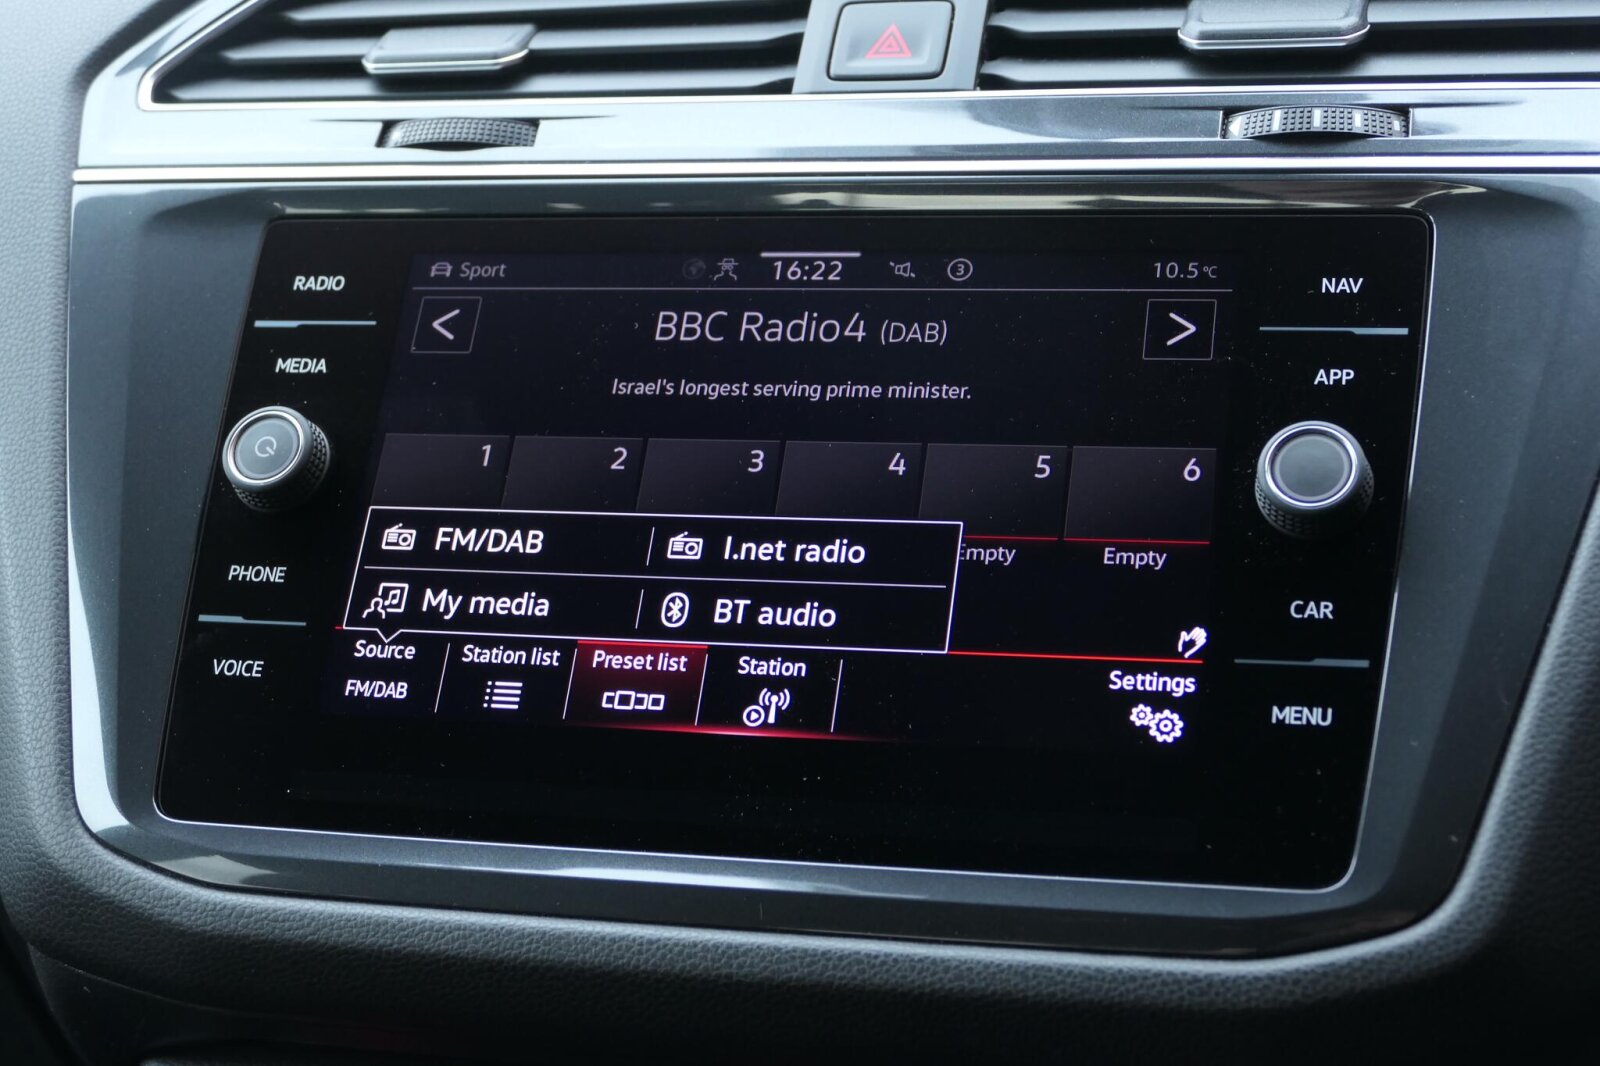 RADIO
MEDIA
PHONE
VOICE
Sport
16:22
3
10.5°C
< BBC Radio4 (DAB) >
Israel's longest serving prime minister.
1 2 3 4 5 6
FM/DAB I.net radio
My media BT audio
Empty Empty
Source Station list Preset list Station Settings
FM/DAB
NAV
APP
CAR
MENU